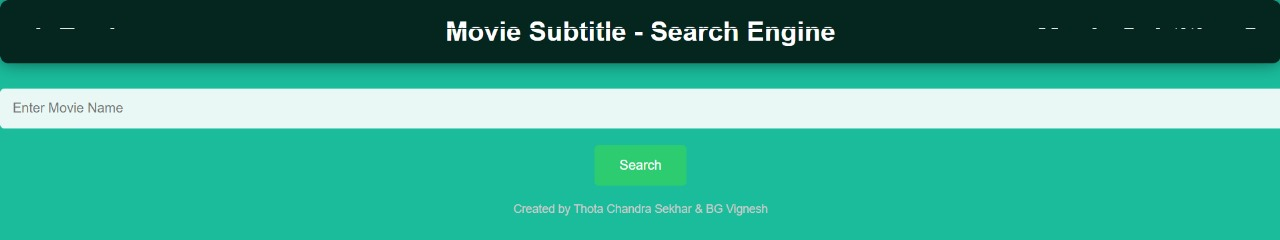 Movie Subtitle - Search Engine
Enter Movie Name
Search
Created by Thota Chandra Sekhar & BG Vignesh